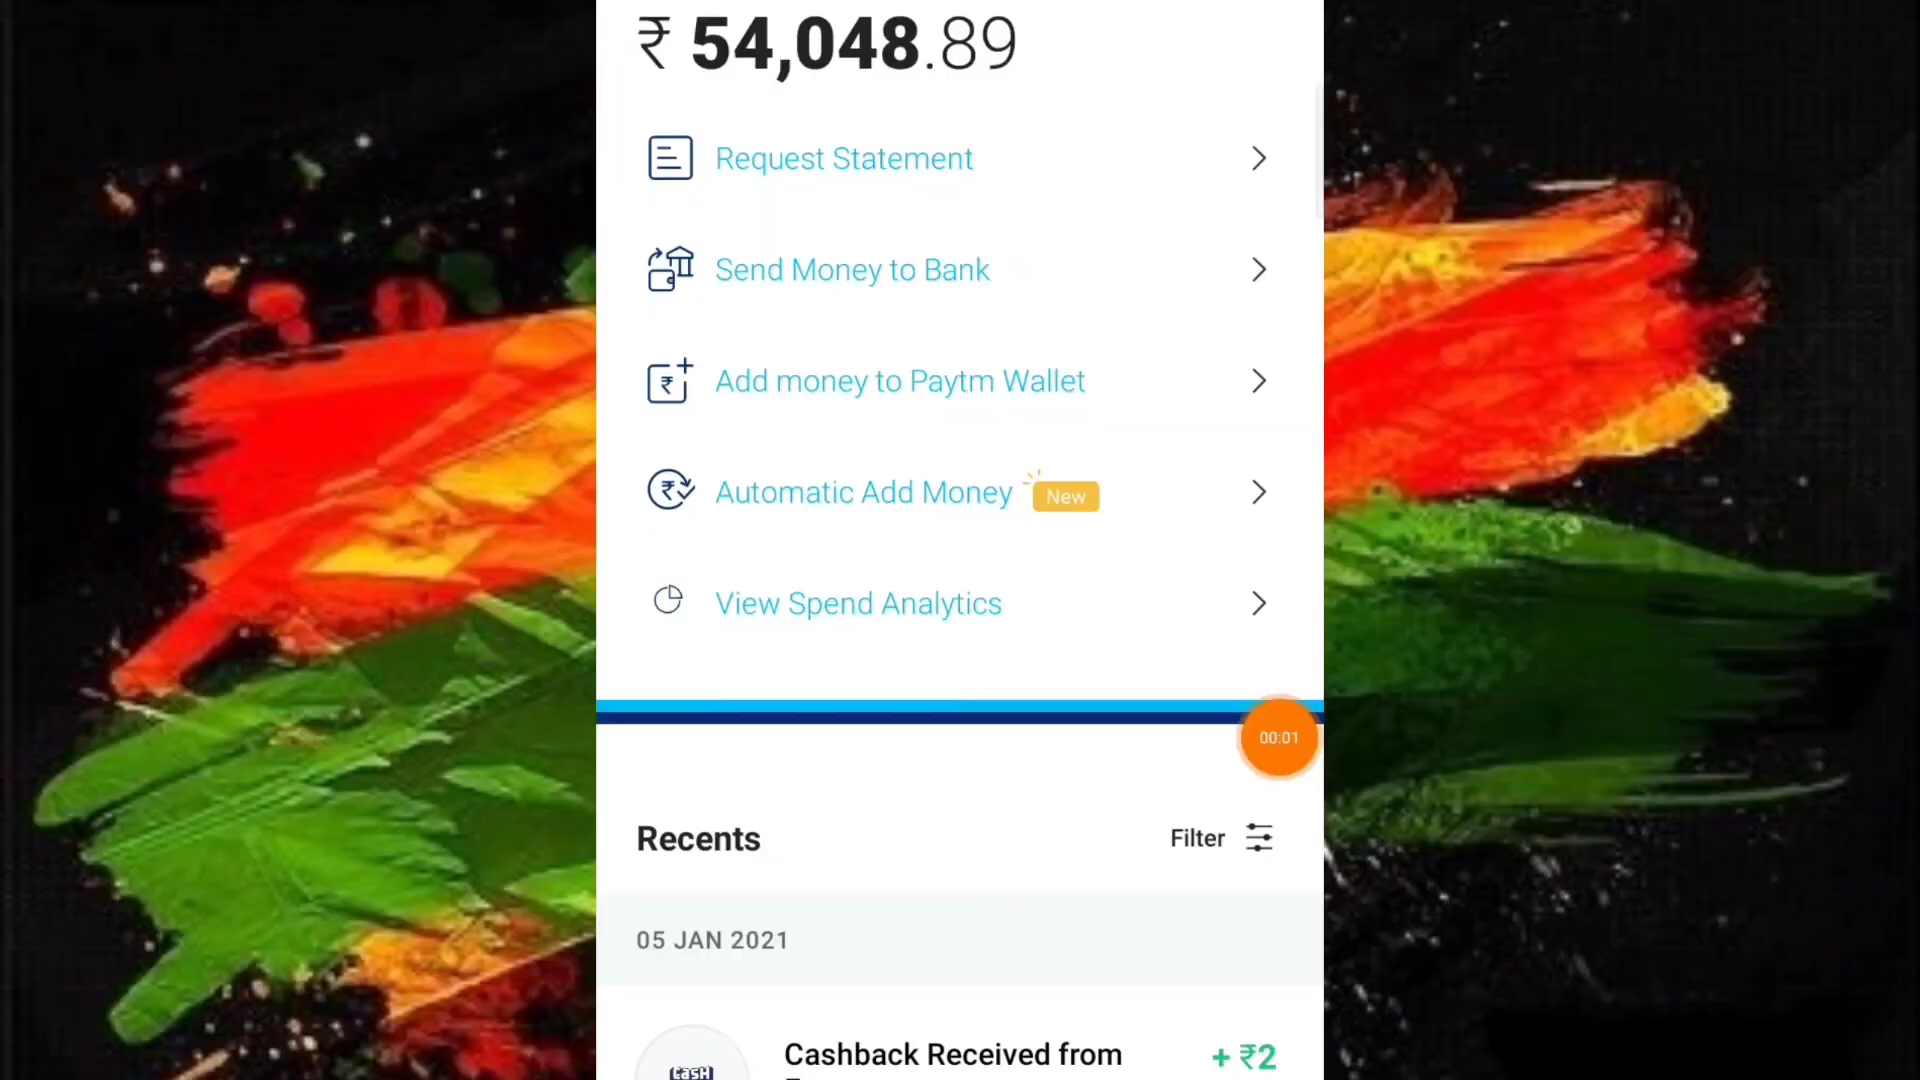 ₹ 54,048.89
Request Statement
Send Money to Bank
Add money to Paytm Wallet
Automatic Add Money New
View Spend Analytics
00:01
Recents Filter
05 JAN 2021
Cashback Received from + ₹2
CASH